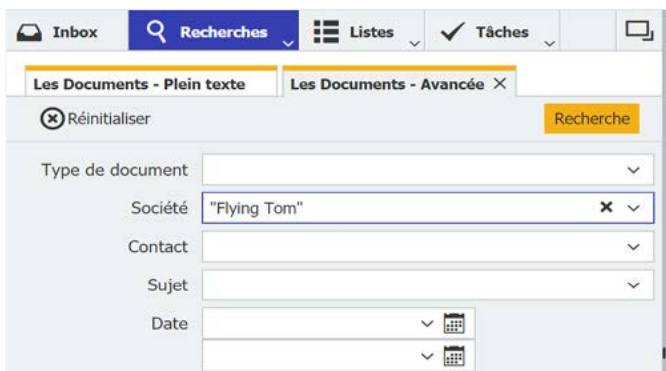 Inbox Recherches Listes Tâches
Les Documents - Plein texte Les Documents - Avancée
Réinitialiser Recherche
Type de document
Société "Flying Tom"
Contact
Sujet
Date